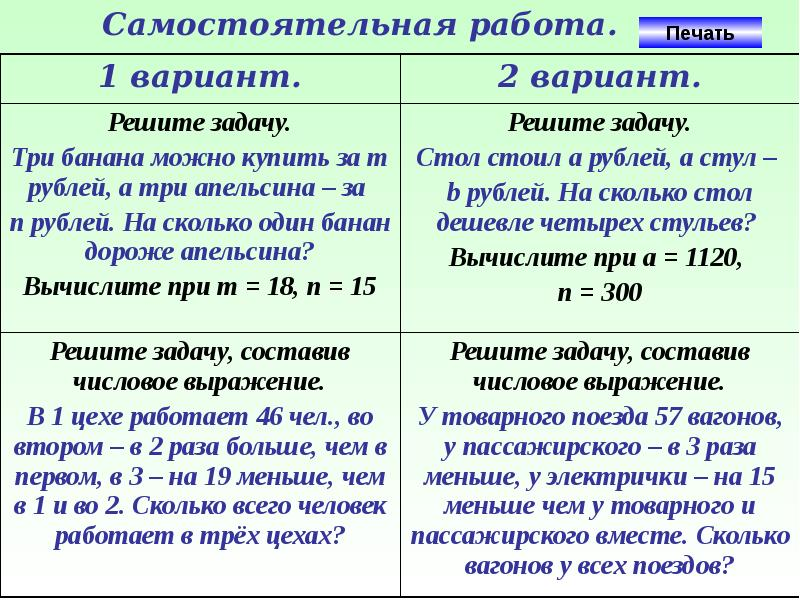 Самостоятельная работа.
Печать
1 вариант.
Решите задачу.
Три банана можно купить за m
рублей, а три апельсина – за
n рублей. На сколько один банан
дороже апельсина?
Вычислите при m = 18, n = 15
2 вариант.
Решите задачу.
Стол стоил a рублей, а стул –
b рублей. На сколько стол
дешевле четырех стульев?
Вычислите при a = 1120,
n = 300
Решите задачу, составив
числовое выражение.
В 1 цехе работает 46 чел., во
втором – в 2 раза больше, чем в
первом, в 3 – на 19 меньше, чем
в 1 и во 2. Сколько всего человек
работает в трёх цехах?
Решите задачу, составив
числовое выражение.
У товарного поезда 57 вагонов,
у пассажирского – в 3 раза
меньше, у электрички – на 15
меньше чем у товарного и
пассажирского вместе. Сколько
вагонов у всех поездов?